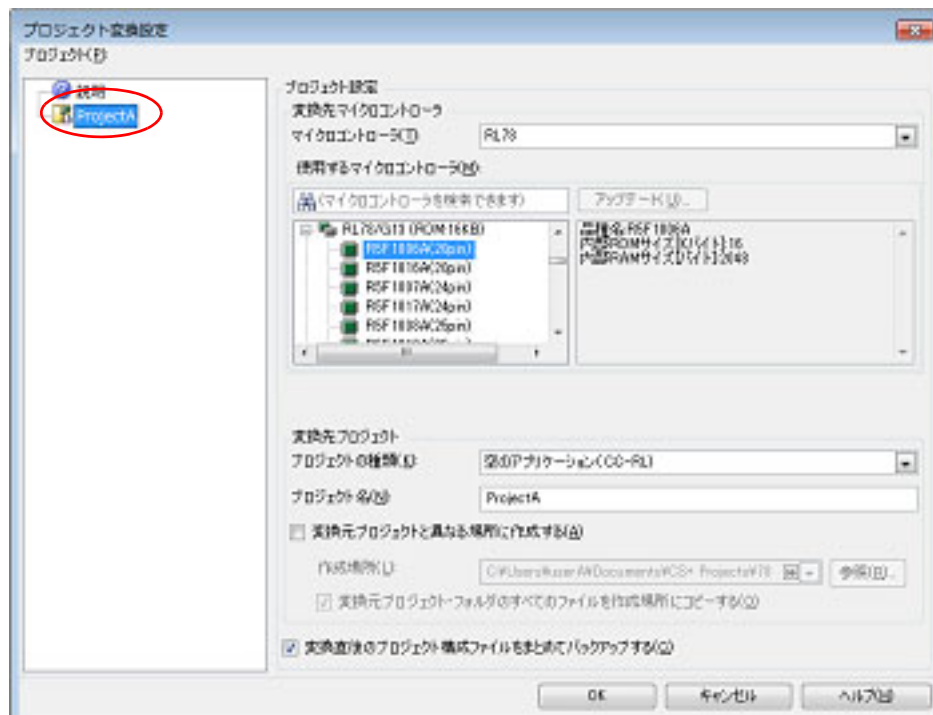 プロジェクト変換設定
プロジェクト(P):
説明
ProjectA
プロジェクト設定
変換先マイクロコントローラ
マイクロコントローラ(T): RL78
使用するマイクロコントローラ(M):
(マイクロコントローラを検索できます)
アップデート(U)...
RL78/G13 (ROM:16KB)
R5F1006A(20pin)
R5F1016A(20pin)
R5F1007A(24pin)
R5F1017A(24pin)
R5F1008A(25pin)
品種名:R5F1006A
内部ROMサイズ[Kバイト]:16
内部RAMサイズ[バイト]:2048
変換先プロジェクト
プロジェクトの種類(K): 空のアプリケーション(CC-RL)
プロジェクト名(N): ProjectA
変換元プロジェクトと異なる場所に作成する(A)
作成場所(L): C:¥Users¥userA¥Documents¥CS+ Projects¥78
参照(R)...
変換元プロジェクト・フォルダのすべてのファイルを作成場所にコピーする(O)
変換直後のプロジェクト構成ファイルをまとめてバックアップする(C)
OK
キャンセル
ヘルプ(H)